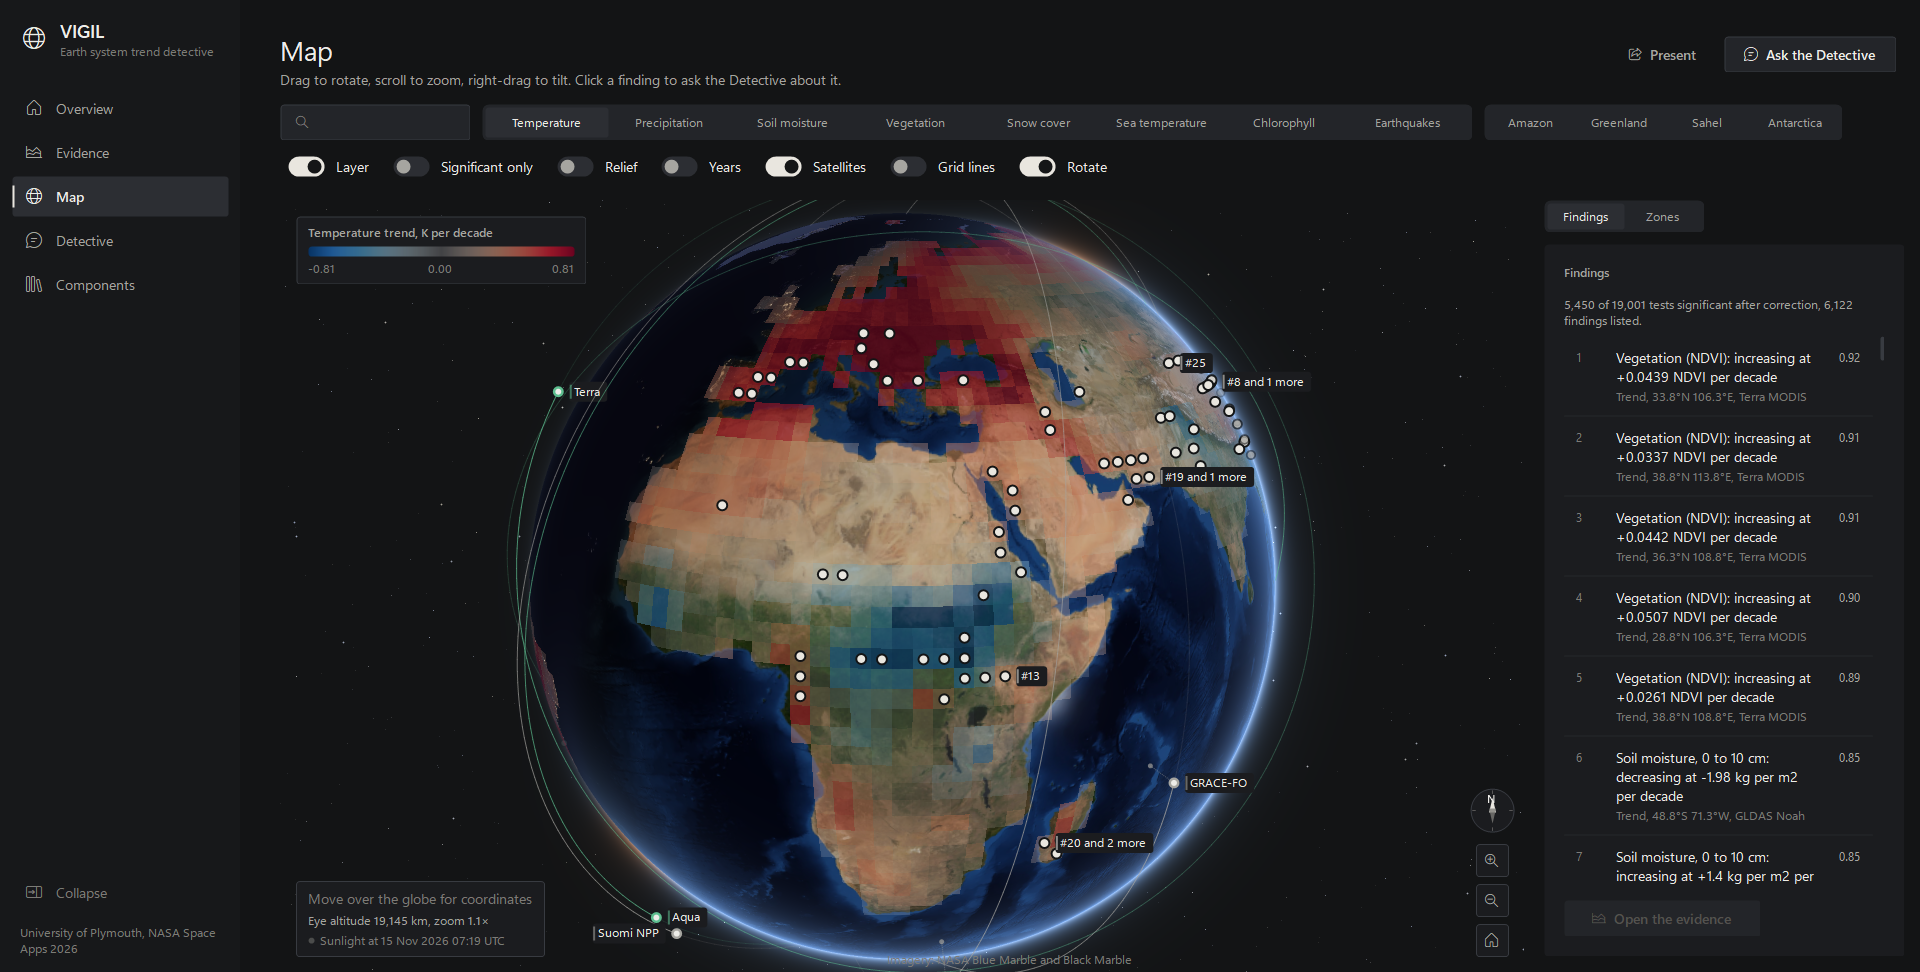 VIGIL
Earth system trend detective
Overview
Evidence
Map
Detective
Components
Collapse
University of Plymouth, NASA Space
Apps 2026
Map
Drag to rotate, scroll to zoom, right-drag to tilt. Click a finding to ask the Detective about it.
Present
Ask the Detective
Temperature
Precipitation
Soil moisture
Vegetation
Snow cover
Sea temperature
Chlorophyll
Earthquakes
Amazon
Greenland
Sahel
Antarctica
Layer
Significant only
Relief
Years
Satellites
Grid lines
Rotate
Temperature trend, K per decade
-0.81
0.00
0.81
Terra
#25
#8 and 1 more
#19 and 1 more
#13
GRACE-FO
#20 and 2 more
Aqua
Suomi NPP
N
Move over the globe for coordinates
Eye altitude 19,145 km, zoom 1.1×
Sunlight at 15 Nov 2026 07:19 UTC
Imagery: NASA Blue Marble and Black Marble
Findings
Zones
Findings
5,450 of 19,001 tests significant after correction, 6,122
findings listed.
1
Vegetation (NDVI): increasing at
+0.0439 NDVI per decade
0.92
Trend, 33.8°N 106.3°E, Terra MODIS
2
Vegetation (NDVI): increasing at
+0.0337 NDVI per decade
0.91
Trend, 38.8°N 113.8°E, Terra MODIS
3
Vegetation (NDVI): increasing at
+0.0442 NDVI per decade
0.91
Trend, 36.3°N 108.8°E, Terra MODIS
4
Vegetation (NDVI): increasing at
+0.0507 NDVI per decade
0.90
Trend, 28.8°N 106.3°E, Terra MODIS
5
Vegetation (NDVI): increasing at
+0.0261 NDVI per decade
0.89
Trend, 38.8°N 108.8°E, Terra MODIS
6
Soil moisture, 0 to 10 cm:
decreasing at -1.98 kg per m2
per decade
0.85
Trend, 48.8°S 71.3°W, GLDAS Noah
7
Soil moisture, 0 to 10 cm:
increasing at +1.4 kg per m2 per
0.85
Open the evidence